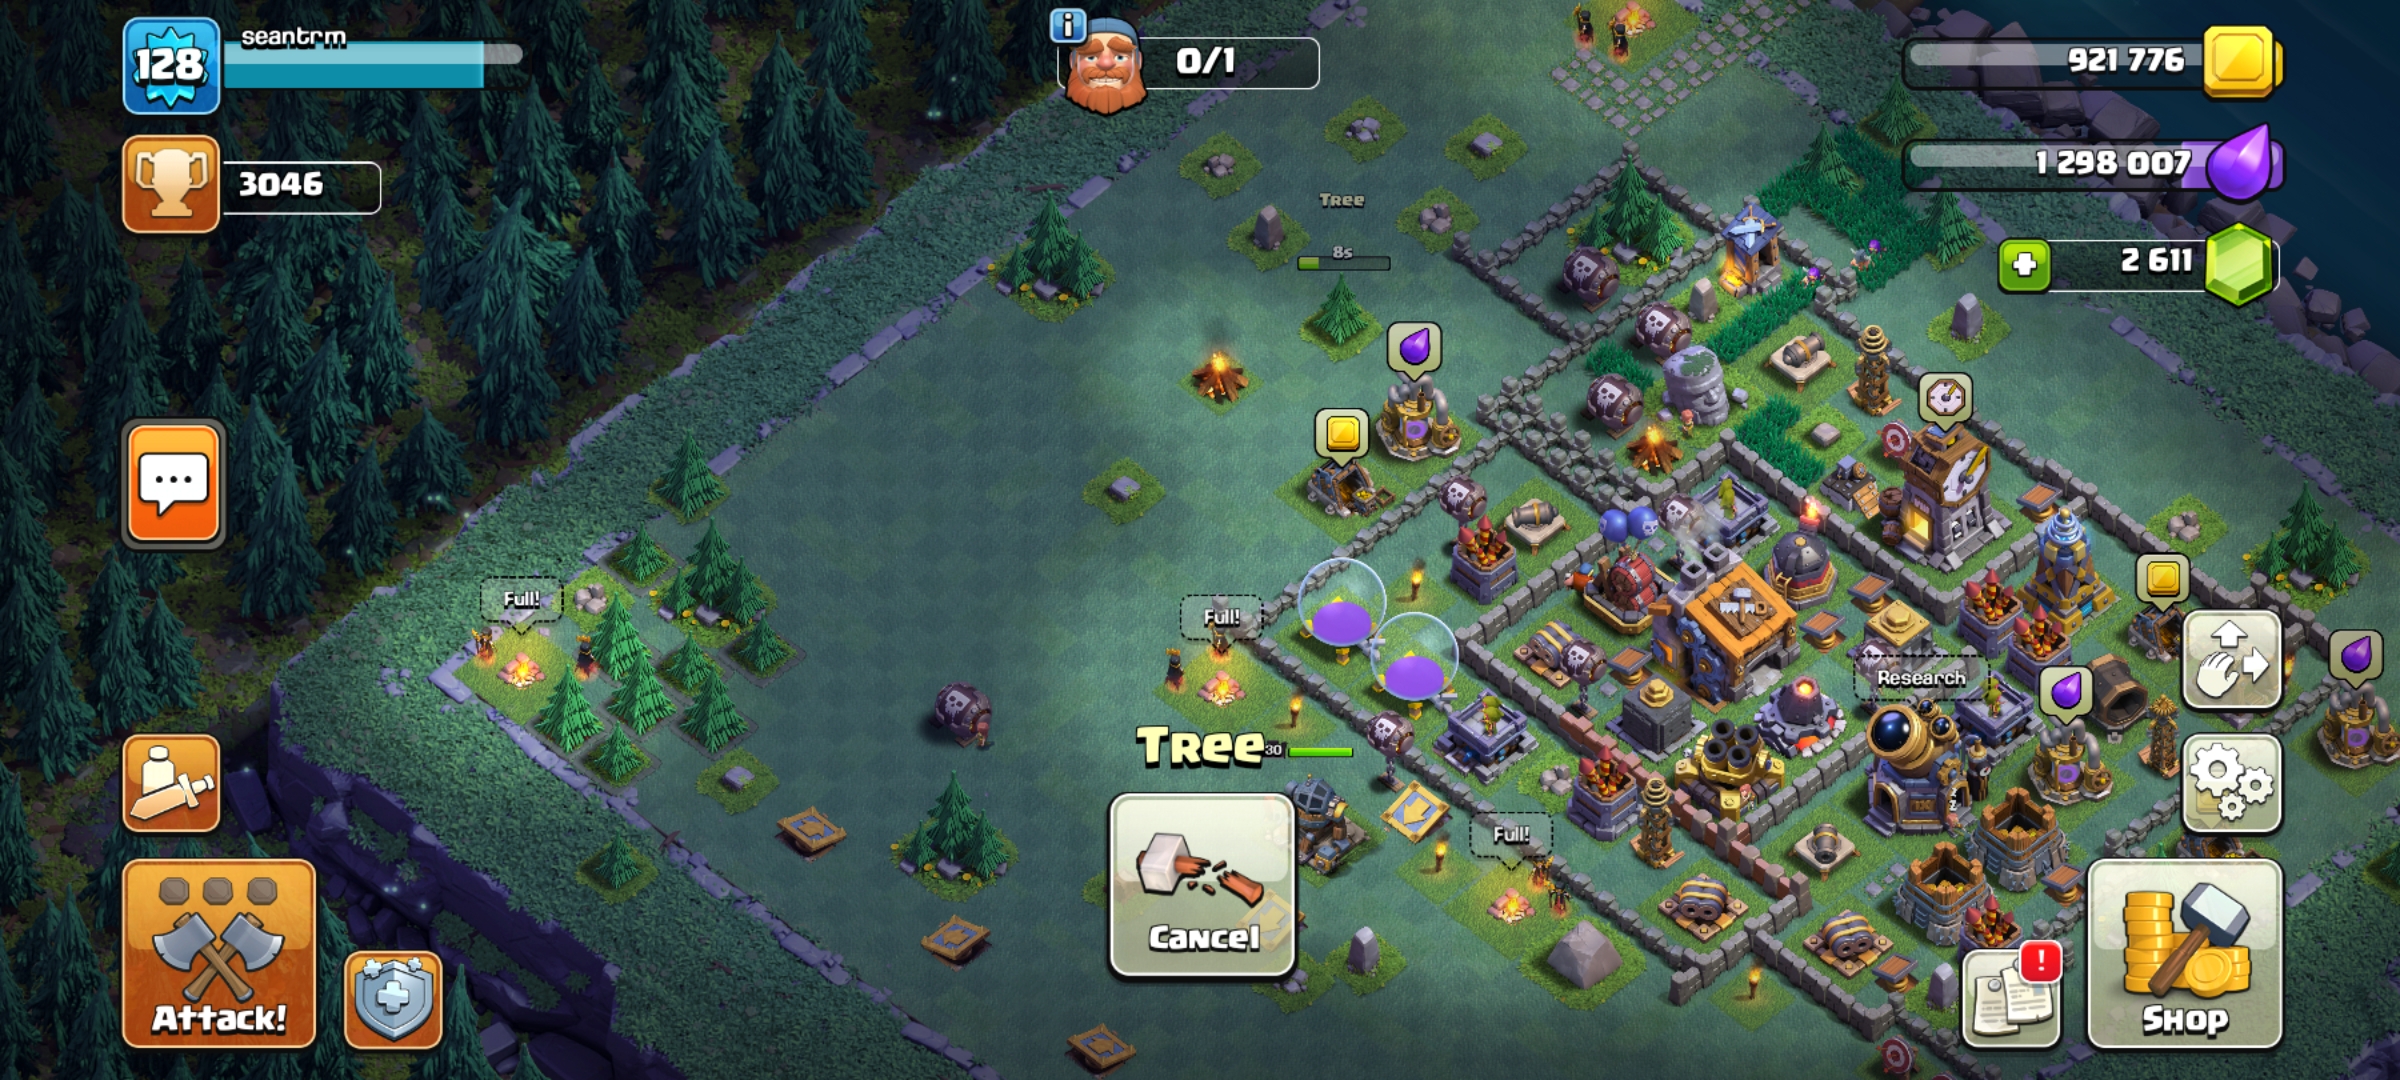 128
seantrm
0/1
921 776
3046
1 298 007
Tree
8s
2 611
Full!
Full!
Research
Tree
30
Full!
Cancel
Attack!
!
Shop